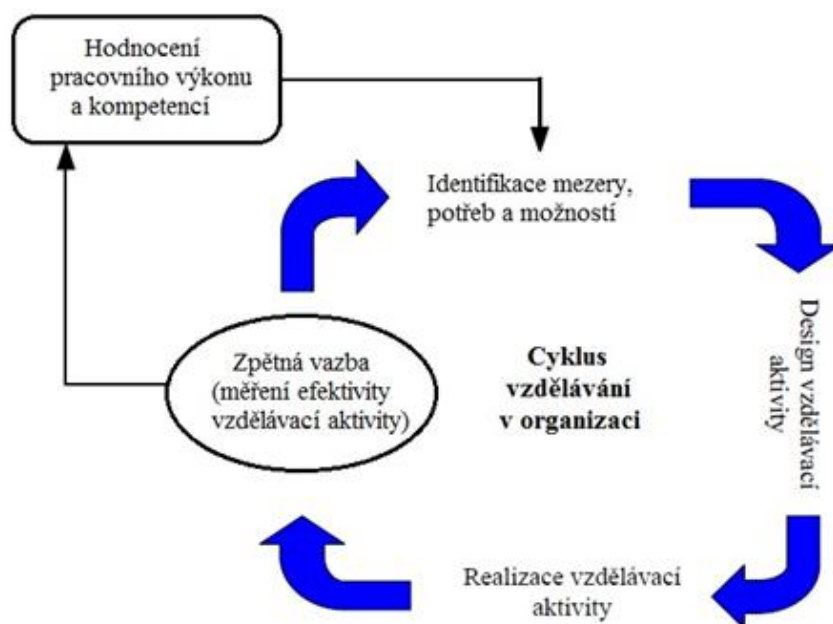 Hodnocení
pracovního výkonu
a kompetencí
Identifikace mezery,
potřeb a možností
Design vzdělávací
aktivity
Zpětná vazba
(měření efektivity
vzdělávací aktivity)
Cyklus
vzdělávání
v organizaci
Realizace vzdělávací
aktivity